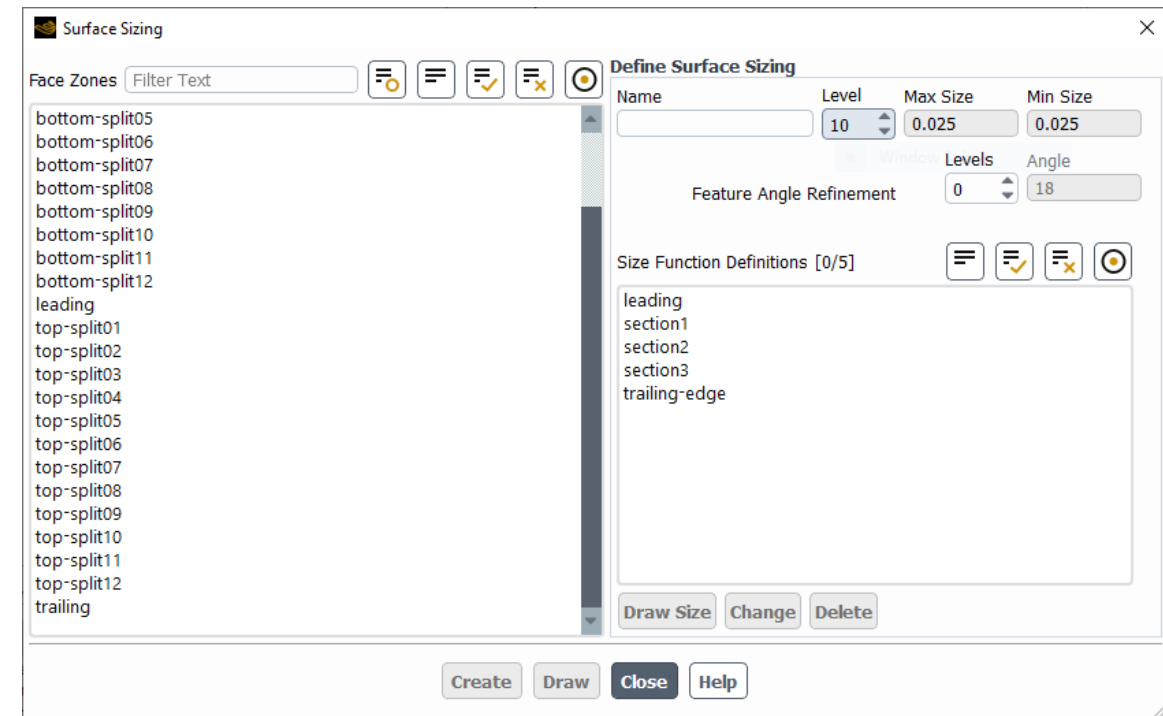 Surface Sizing
Face Zones Filter Text
bottom-split05
bottom-split06
bottom-split07
bottom-split08
bottom-split09
bottom-split10
bottom-split11
bottom-split12
leading
top-split01
top-split02
top-split03
top-split04
top-split05
top-split06
top-split07
top-split08
top-split09
top-split10
top-split11
top-split12
trailing
Define Surface Sizing
Name Level Max Size Min Size
10 0.025 0.025
Window
Levels Angle
Feature Angle Refinement 0 18
Size Function Definitions [0/5]
leading
section1
section2
section3
trailing-edge
Draw Size Change Delete
Create Draw Close Help